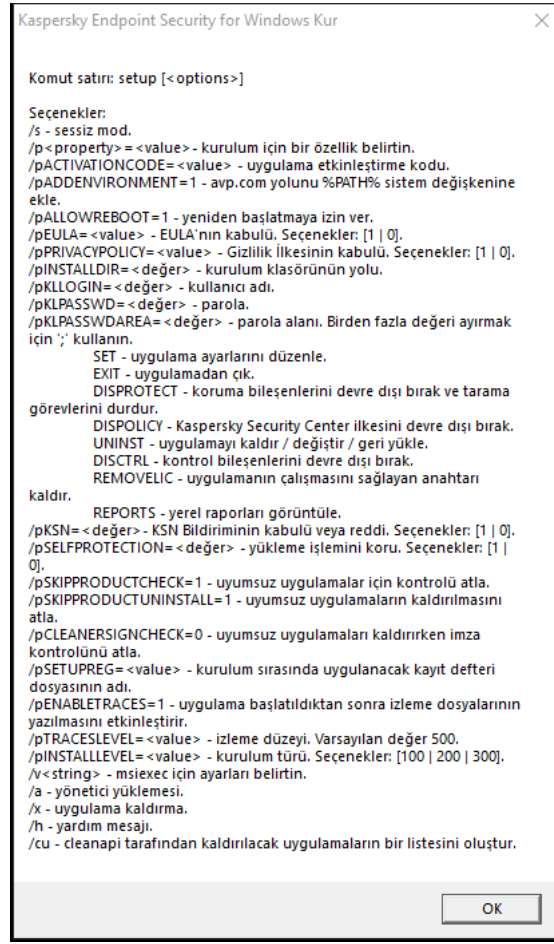 Kaspersky Endpoint Security for Windows Kur
Komut satırı: setup [<options>]
Seçenekler:
/s - sessiz mod.
/p<property>=<value>- kurulum için bir özellik belirtin.
/pACTIVATIONCODE=<value> - uygulama etkinleştirme kodu.
/pADDENVIRONMENT=1 - avp.com yolunu %PATH% sistem değişkenine
ekle.
/pALLOWREBOOT=1 - yeniden başlatmaya izin ver.
/pEULA=<value> - EULA'nın kabulü. Seçenekler: [1 | 0].
/pPRIVACYPOLICY=<value> - Gizlilik İlkesinin kabulü. Seçenekler: [1 | 0].
/pINSTALLDIR=<değer> - kurulum klasörünün yolu.
/pKLLOGIN=<değer> - kullanıcı adı.
/pKLPASSWD=<değer> - parola.
/pKLPASSWDAREA=<değer> - parola alanı. Birden fazla değeri ayırmak
için ';' kullanın.
SET - uygulama ayarlarını düzenle.
EXIT - uygulamadan çık.
DISPROTECT - koruma bileşenlerini devre dışı bırak ve tarama
görevlerini durdur.
DISPOLICY - Kaspersky Security Center ilkesini devre dışı bırak.
UNINST - uygulamayı kaldır / değiştir / geri yükle.
DISCTRL - kontrol bileşenlerini devre dışı bırak.
REMOVELIC - uygulamanın çalışmasını sağlayan anahtarı
kaldır.
REPORTS - yerel raporları görüntüle.
/pKSN=<değer>- KSN Bildiriminin kabulü veya reddi. Seçenekler: [1 | 0].
/pSELFPROTECTION=<değer> - yükleme işlemini koru. Seçenekler: [1 |
0].
/pSKIPPRODUCTCHECK=1 - uyumsuz uygulamalar için kontrolü atla.
/pSKIPPRODUCTUNINSTALL=1 - uyumsuz uygulamaların kaldırılmasını
atla.
/pCLEANERSIGNCHECK=0 - uyumsuz uygulamaları kaldırırken imza
kontrolünü atla.
/pSETUPREG=<value> - kurulum sırasında uygulanacak kayıt defteri
dosyasının adı.
/pENABLETRACES=1 - uygulama başlatıldıktan sonra izleme dosyalarının
yazılmasını etkinleştirir.
/pTRACESLEVEL=<value> - izleme düzeyi. Varsayılan değer 500.
/pINSTALLLEVEL=<value> - kurulum türü. Seçenekler: [100 | 200 | 300].
/v<string> - msiexec için ayarları belirtin.
/a - yönetici yüklemesi.
/x - uygulama kaldırma.
/h - yardım mesajı.
/cu - cleanapi tarafından kaldırılacak uygulamaların bir listesini oluştur.
OK